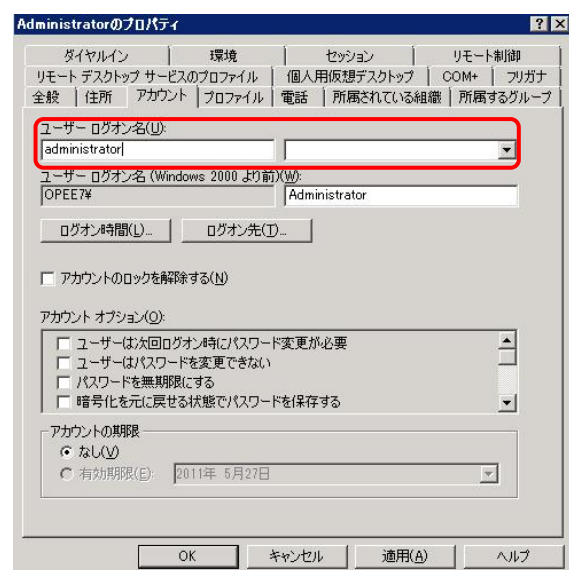 Administratorのプロパティ
ダイヤルイン 環境 セッション リモート制御
リモート デスクトップ サービスのプロファイル 個人用仮想デスクトップ COM+ フリガナ
全般 住所 アカウント プロファイル 電話 所属されている組織 所属するグループ
ユーザー ログオン名(U):
administrator
ユーザー ログオン名 (Windows 2000 より前)(W):
OPEE7¥ Administrator
ログオン時間(L)... ログオン先(T)...
アカウントのロックを解除する(N)
アカウント オプション(O):
ユーザーは次回ログオン時にパスワード変更が必要
ユーザーはパスワードを変更できない
パスワードを無期限にする
暗号化を元に戻せる状態でパスワードを保存する
アカウントの期限
なし(V)
有効期限(E): 2011年 5月27日
OK キャンセル 適用(A) ヘルプ